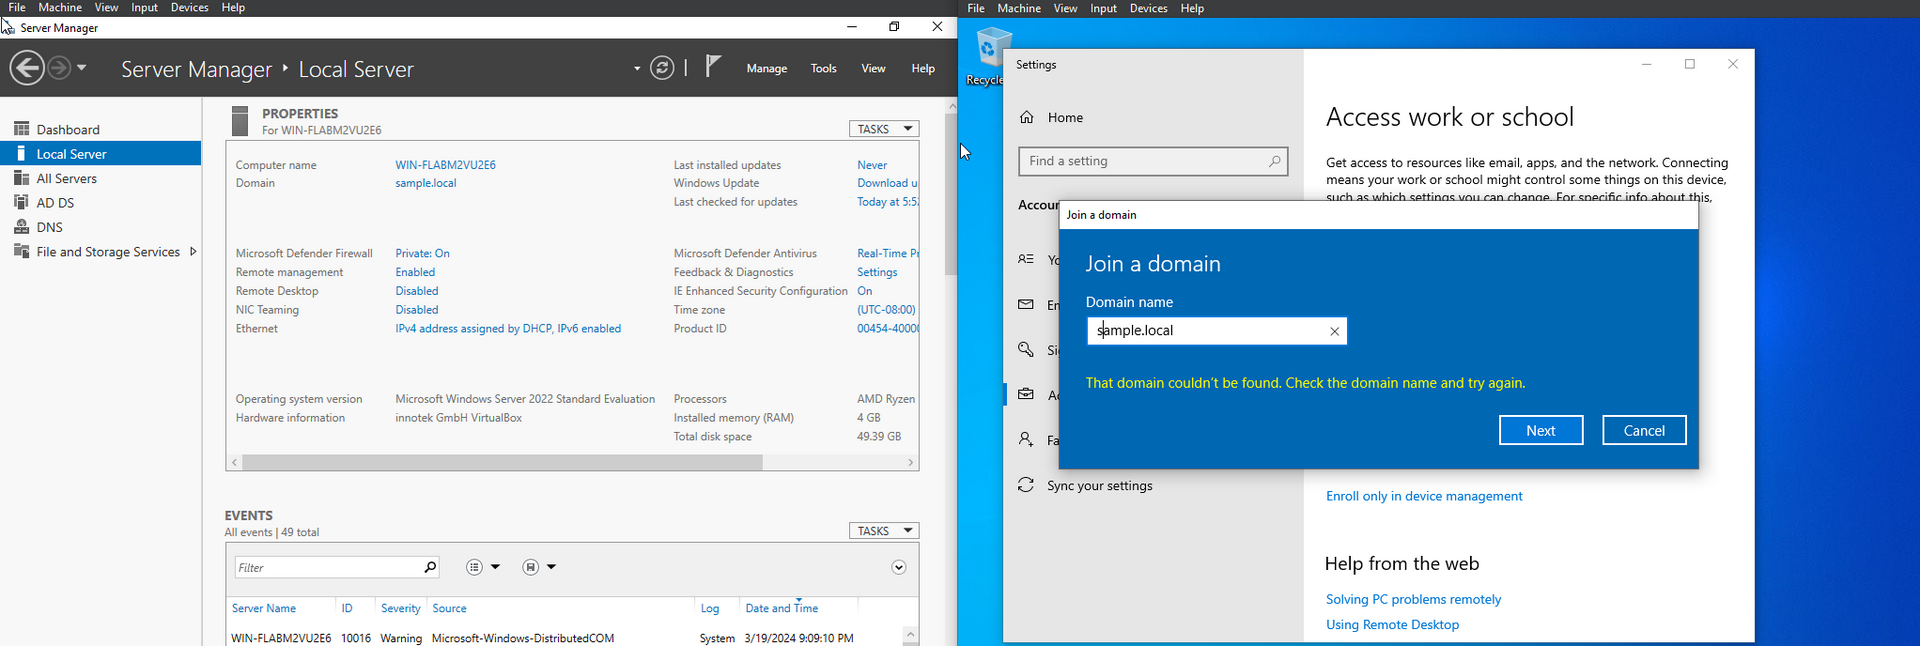 File Machine View Input Devices Help
Server Manager
Server Manager ‣ Local Server
Manage Tools View Help
Dashboard
Local Server
All Servers
AD DS
DNS
File and Storage Services
PROPERTIES
For WIN-FLABM2VU2E6
TASKS
Computer name WIN-FLABM2VU2E6 Last installed updates Never
Domain sample.local Windows Update Download u
Last checked for updates Today at 5:5
Microsoft Defender Firewall Private: On Microsoft Defender Antivirus Real-Time Pr
Remote management Enabled Feedback & Diagnostics Settings
Remote Desktop Disabled IE Enhanced Security Configuration On
NIC Teaming Disabled Time zone (UTC-08:00)
Ethernet IPv4 address assigned by DHCP, IPv6 enabled Product ID 00454-4000
Operating system version Microsoft Windows Server 2022 Standard Evaluation Processors AMD Ryzen
Hardware information innotek GmbH VirtualBox Installed memory (RAM) 4 GB
Total disk space 49.39 GB
EVENTS
All events | 49 total
TASKS
Filter
Server Name ID Severity Source Log Date and Time
WIN-FLABM2VU2E6 10016 Warning Microsoft-Windows-DistributedCOM System 3/19/2024 9:09:10 PM
File Machine View Input Devices Help
Recycle
Settings
Home
Find a setting
Accour
Yo
En
Si
Ac
Fa
Sync your settings
Access work or school
Get access to resources like email, apps, and the network. Connecting
means your work or school might control some things on this device,
such as which settings you can change. For specific info about this,
Join a domain
Join a domain
Domain name
sample.local
That domain couldn't be found. Check the domain name and try again.
Next Cancel
Enroll only in device management
Help from the web
Solving PC problems remotely
Using Remote Desktop